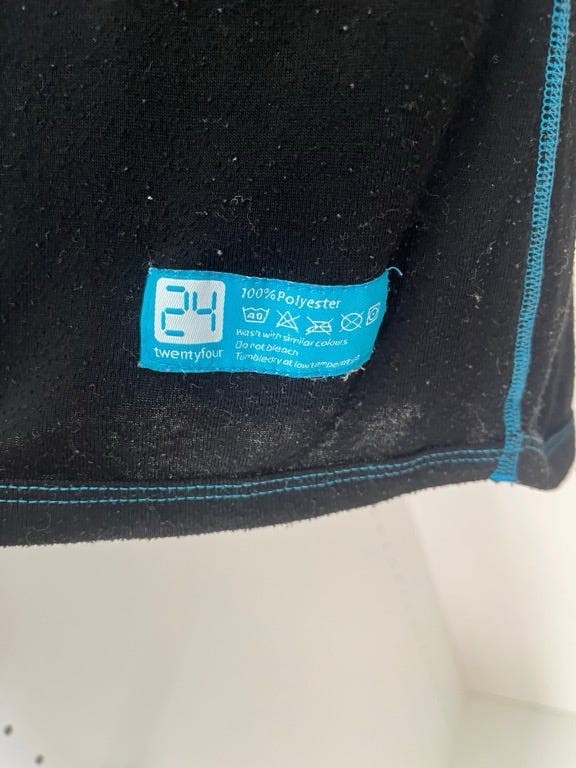 24
twentyfour
100% Polyester
40
wash with similar colours
Do not bleach
Tumbledry at low temperature